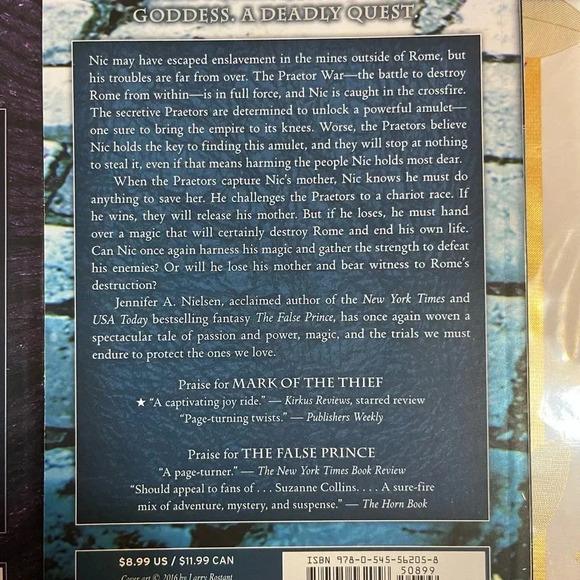 GODDESS. A DEADLY QUEST.
Nic may have escaped enslavement in the mines outside of Rome, but
his troubles are far from over. The Praetor War—the battle to destroy
Rome from within—is in full force, and Nic is caught in the crossfire.
The secretive Praetors are determined to unlock a powerful amulet—
one sure to bring the empire to its knees. Worse, the Praetors believe
Nic holds the key to finding this amulet, and they will stop at nothing
to steal it, even if that means harming the people Nic holds most dear.
When the Praetors capture Nic's mother, Nic knows he must do
anything to save her. He challenges the Praetors to a chariot race. If
he wins, they will release his mother. But if he loses, he must hand
over a magic that will certainly destroy Rome and end his own life.
Can Nic once again harness his magic and gather the strength to defeat
his enemies? Or will he lose his mother and bear witness to Rome's
destruction?
Jennifer A. Nielsen, acclaimed author of the New York Times and
USA Today bestselling fantasy The False Prince, has once again woven a
spectacular tale of passion and power, magic, and the trials we must
endure to protect the ones we love.
Praise for MARK OF THE THIEF
★ “A captivating joy ride.” — Kirkus Reviews, starred review
“Page-turning twists.” — Publishers Weekly
Praise for THE FALSE PRINCE
“A page-turner.” — The New York Times Book Review
“Should appeal to fans of . . . Suzanne Collins. . . . A sure-fire
mix of adventure, mystery, and suspense.” — The Horn Book
$8.99 US / $11.99 CAN
ISBN 978-0-545-56205-8
50899
Cover art © 2016 by Larry Rostant